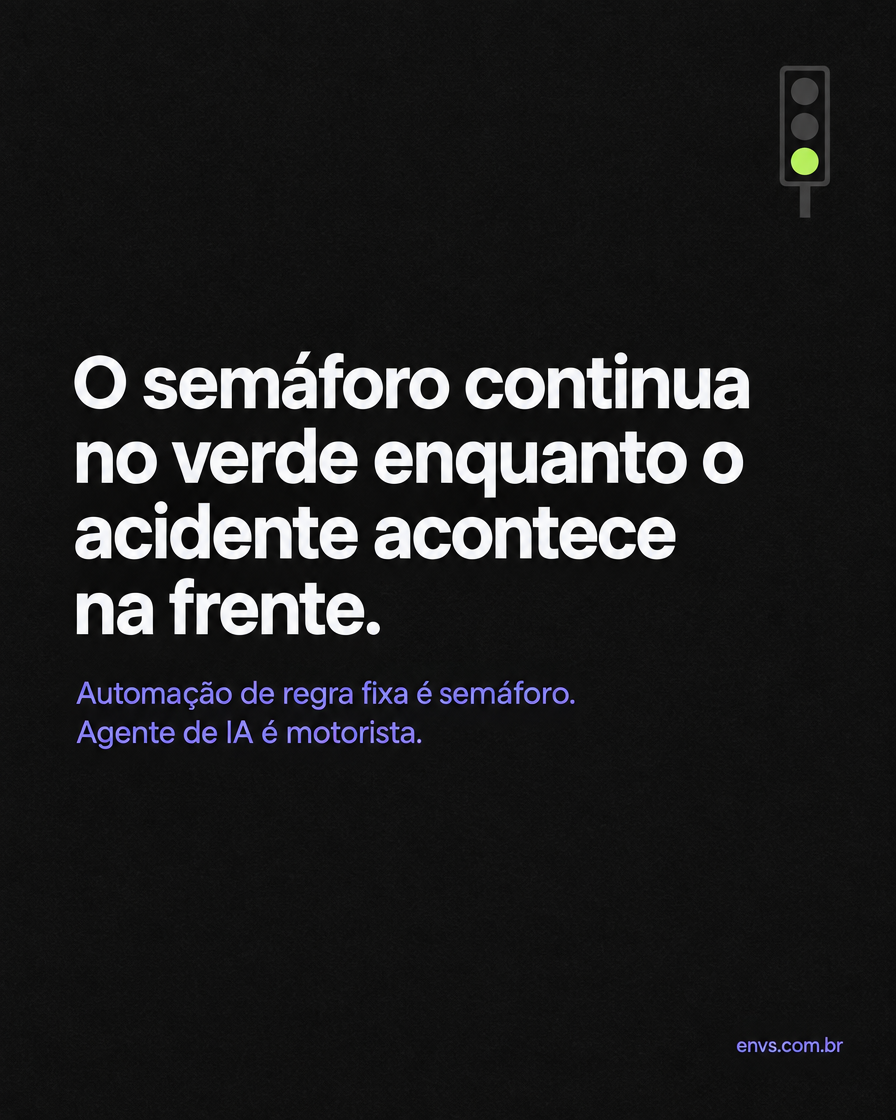 O semáforo continua
no verde enquanto o
acidente acontece
na frente.
Automação de regra fixa é semáforo.
Agente de IA é motorista.
envs.com.br